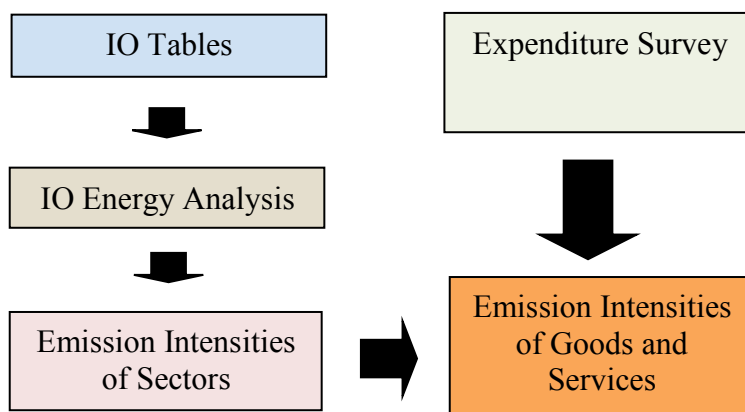 IO Tables
Expenditure Survey
IO Energy Analysis
Emission Intensities
of Sectors
Emission Intensities
of Goods and
Services